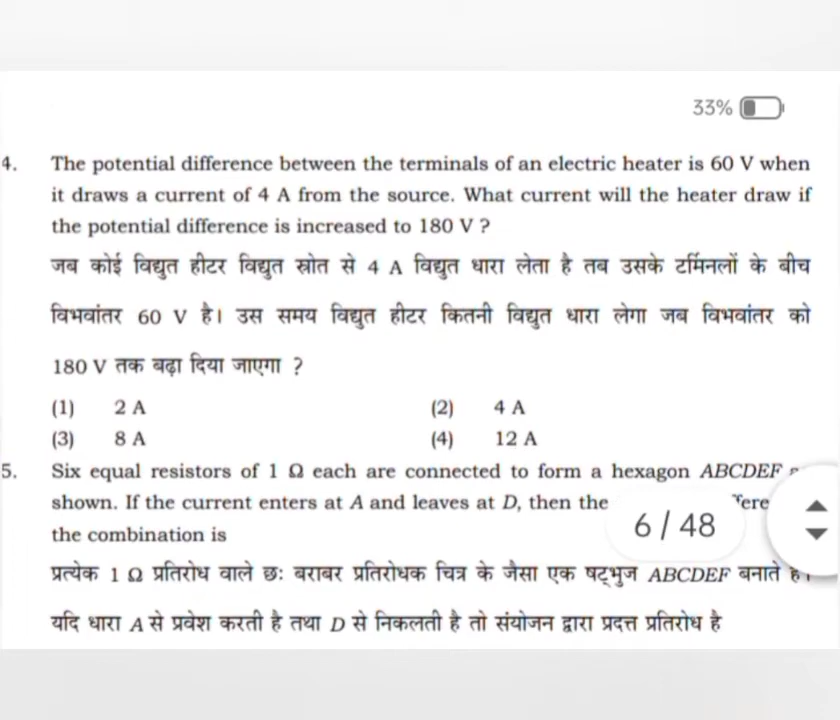 33%
4. The potential difference between the terminals of an electric heater is 60 V when
it draws a current of 4 A from the source. What current will the heater draw if
the potential difference is increased to 180 V ?
जब कोई विद्युत हीटर विद्युत स्रोत से 4 A विद्युत धारा लेता है तब उसके टर्मिनलों के बीच
विभवांतर 60 V है। उस समय विद्युत हीटर कितनी विद्युत धारा लेगा जब विभवांतर को
180 V तक बढ़ा दिया जाएगा ?
(1) 2 A (2) 4 A
(3) 8 A (4) 12 A
5. Six equal resistors of 1 Ω each are connected to form a hexagon ABCDEF
shown. If the current enters at A and leaves at D, then the
the combination is
6 / 48
प्रत्येक 1 Ω प्रतिरोध वाले छः बराबर प्रतिरोधक चित्र के जैसा एक षट्भुज ABCDEF बनाते हैं।
यदि धारा A से प्रवेश करती है तथा D से निकलती है तो संयोजन द्वारा प्रदत्त प्रतिरोध है